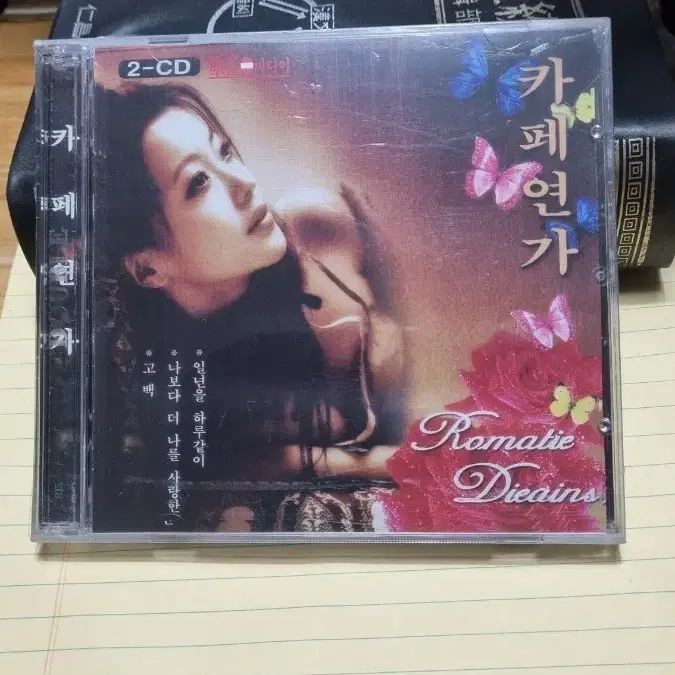 2-CD
카페연가
카페연가
* 일년을 하루같이
* 나보다 더 나를 사랑한
* 고백
Romatie
Dieains